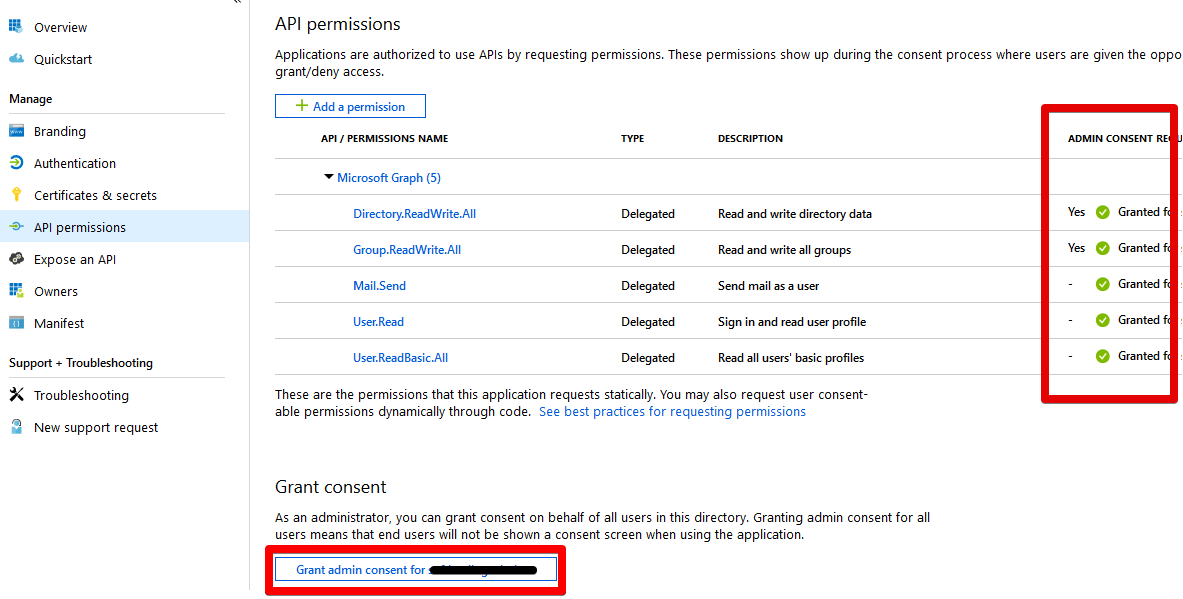 «
Overview
Quickstart
Manage
Branding
Authentication
Certificates & secrets
API permissions
Expose an API
Owners
Manifest
Support + Troubleshooting
Troubleshooting
New support request
API permissions
Applications are authorized to use APIs by requesting permissions. These permissions show up during the consent process where users are given the oppo
grant/deny access.
+ Add a permission
API / PERMISSIONS NAME TYPE DESCRIPTION ADMIN CONSENT REQU
Microsoft Graph (5)
Directory.ReadWrite.All Delegated Read and write directory data Yes Granted for
Group.ReadWrite.All Delegated Read and write all groups Yes Granted for
Mail.Send Delegated Send mail as a user - Granted for
User.Read Delegated Sign in and read user profile - Granted for
User.ReadBasic.All Delegated Read all users' basic profiles - Granted for
These are the permissions that this application requests statically. You may also request user consent-
able permissions dynamically through code. See best practices for requesting permissions
Grant consent
As an administrator, you can grant consent on behalf of all users in this directory. Granting admin consent for all
users means that end users will not be shown a consent screen when using the application.
Grant admin consent for